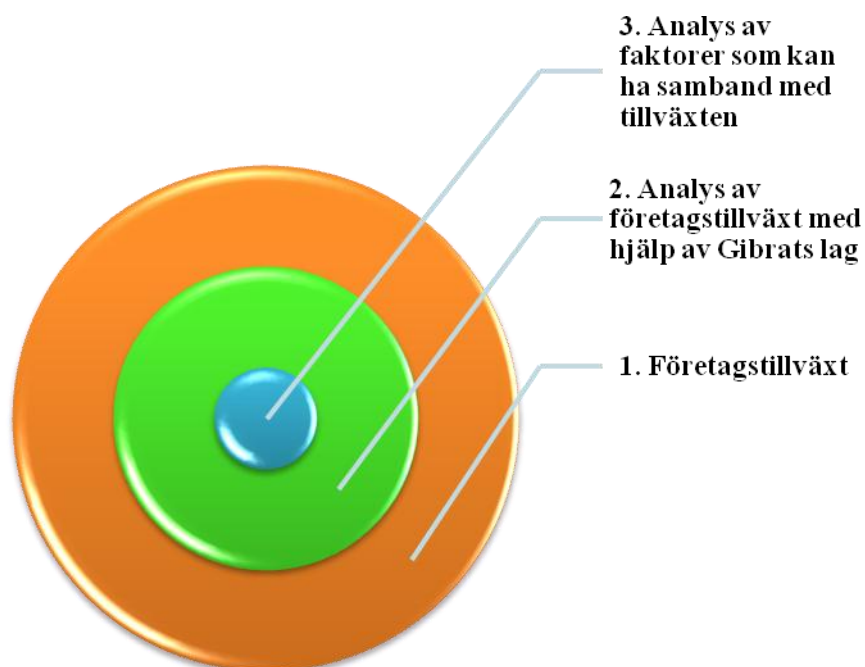 3. Analys av
faktorer som kan
ha samband med
tillväxten
2. Analys av
företagstillväxt med
hjälp av Gibrats lag
1. Företagstillväxt